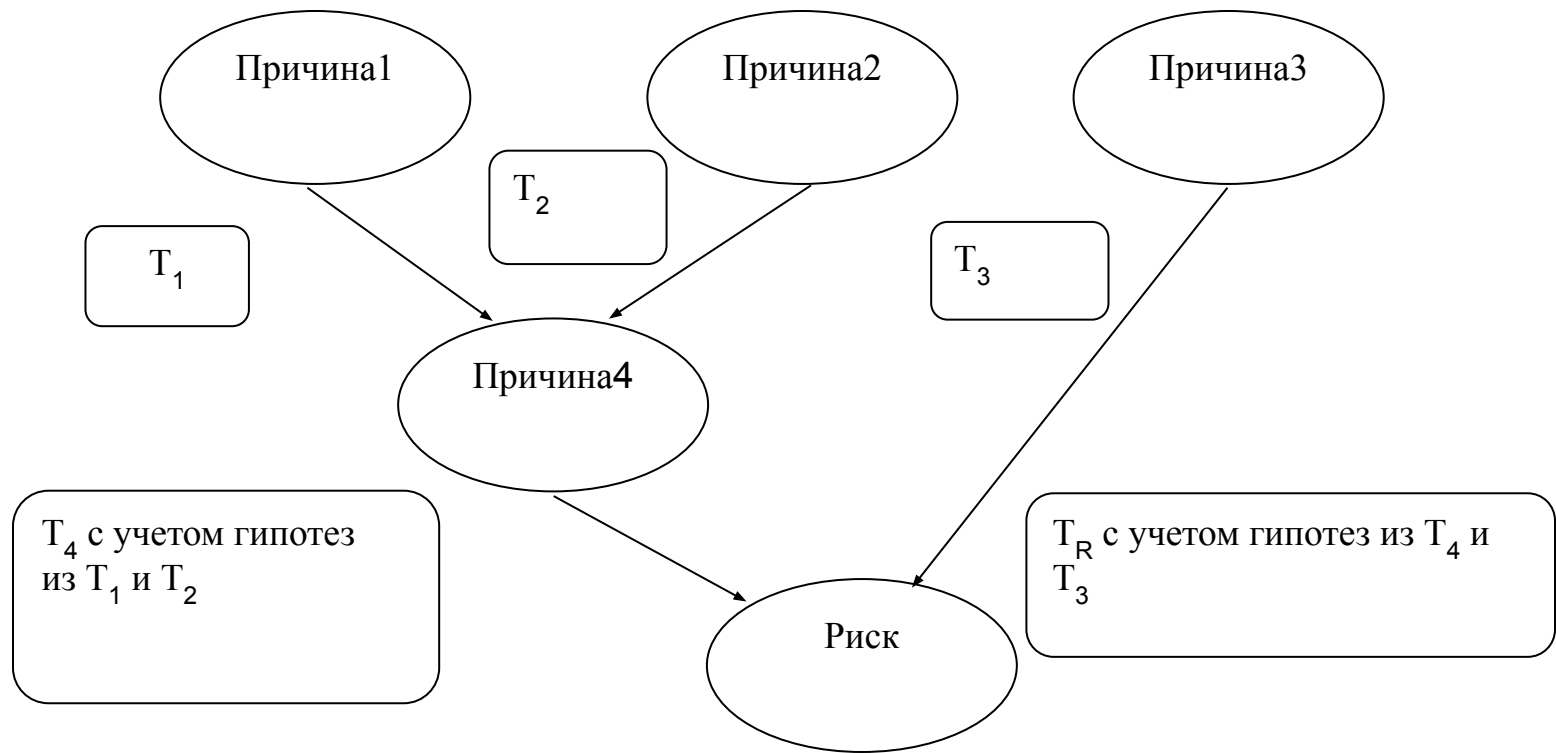 Причина1
Причина2
Причина3
T2
T1
T3
Причина4
T4 с учетом гипотез
из T1 и T2
TR с учетом гипотез из T4 и
T3
Риск